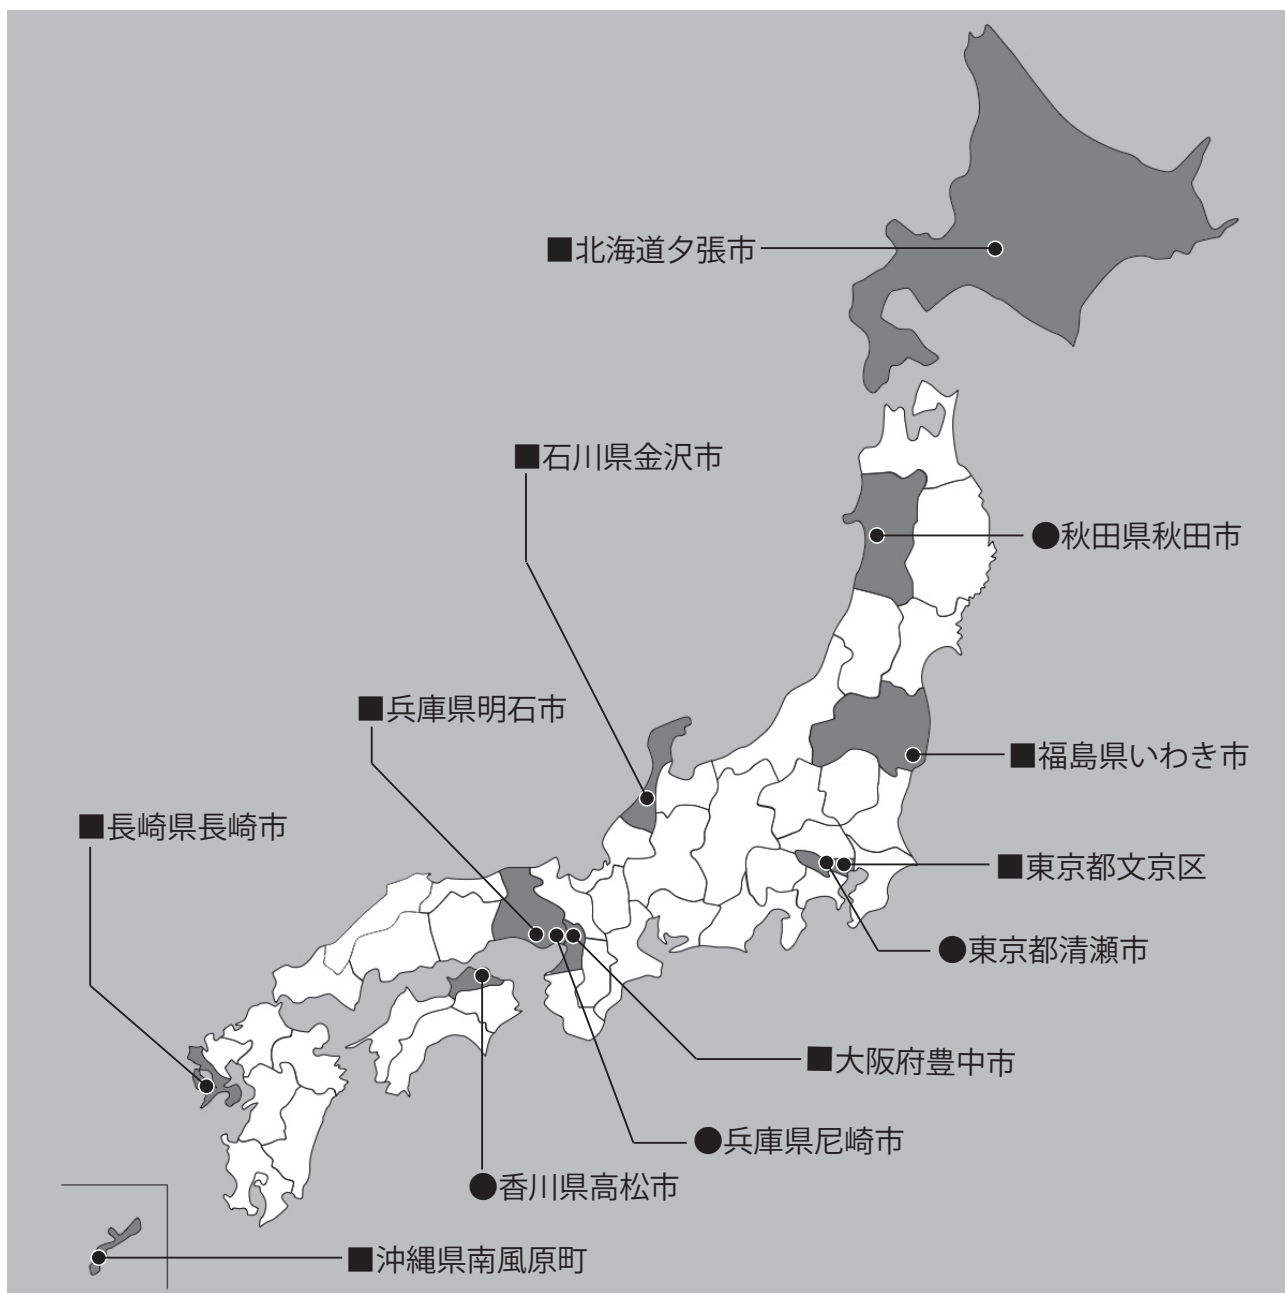 ■北海道夕張市
■石川県金沢市
●秋田県秋田市
■兵庫県明石市
■福島県いわき市
■長崎県長崎市
■東京都文京区
●東京都清瀬市
■大阪府豊中市
●兵庫県尼崎市
●香川県高松市
■沖縄県南風原町